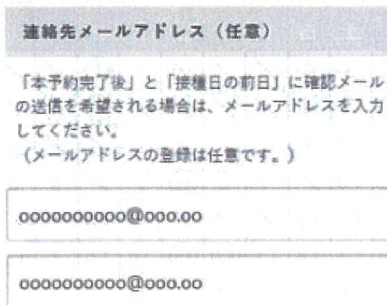 連絡先メールアドレス（任意）
「本予約完了後」と「接種日の前日」に確認メール
の送信を希望される場合は、メールアドレスを入力
してください。
（メールアドレスの登録は任意です。）
oooooooooo@ooo.oo
oooooooooo@ooo.oo